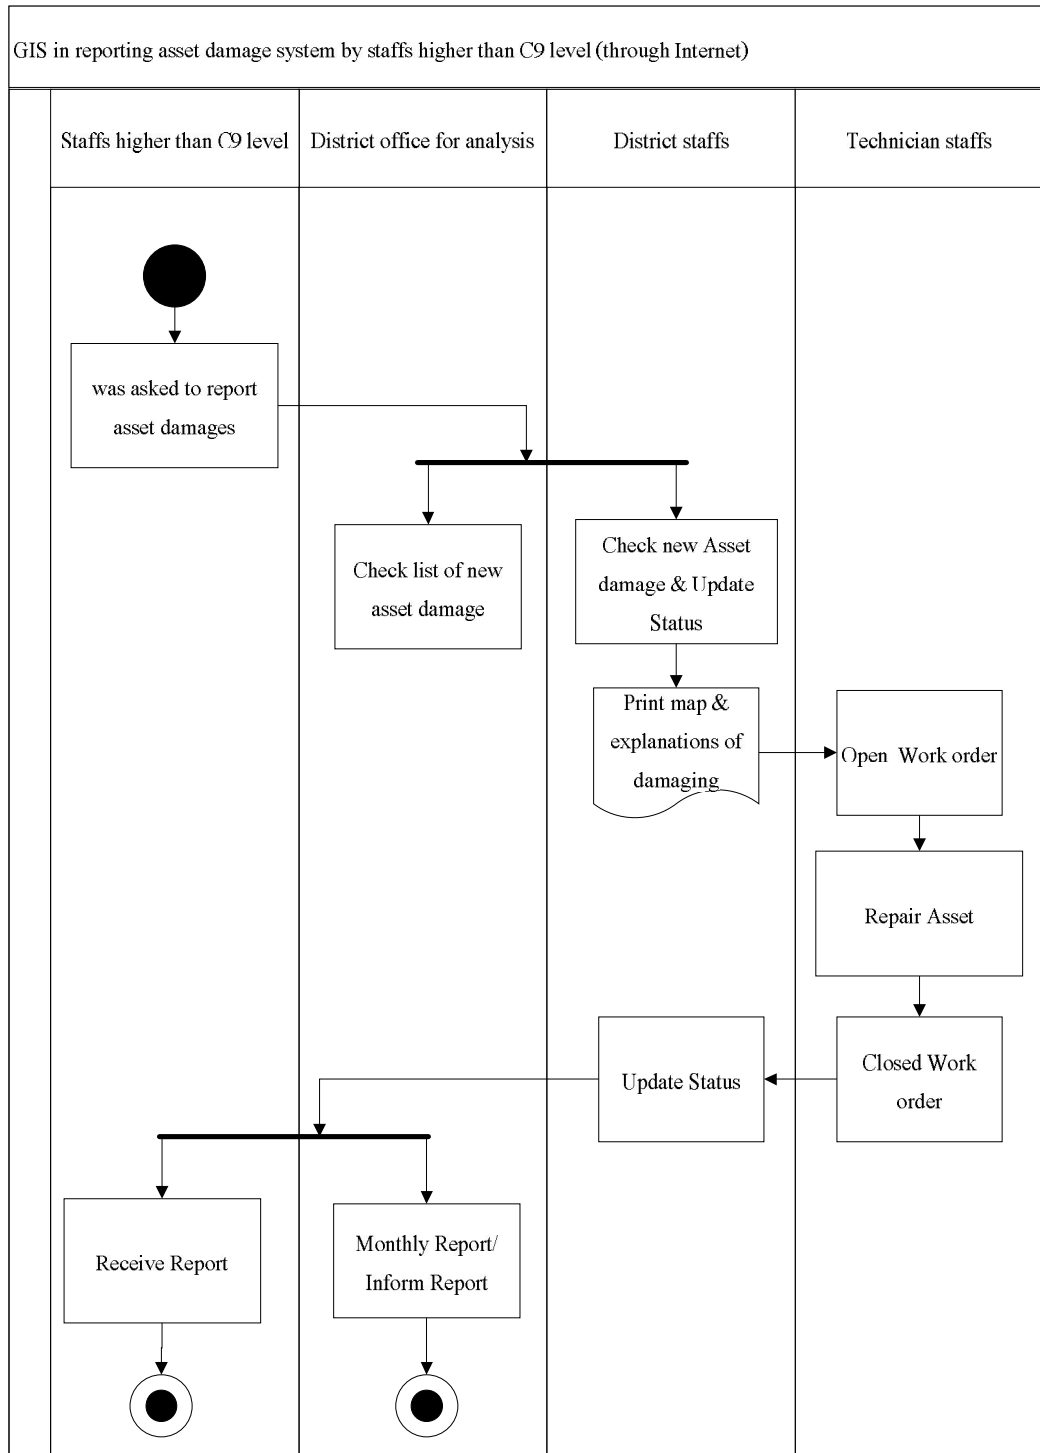 GIS in reporting asset damage system by staffs higher than C9 level (through Internet)
Staffs higher than C9 level
District office for analysis
District staffs
Technician staffs
was asked to report
asset damages
Check list of new
asset damage
Check new Asset
damage & Update
Status
Print map &
explanations of
damaging
Open Work order
Repair Asset
Closed Work
order
Update Status
Receive Report
Monthly Report/
Inform Report